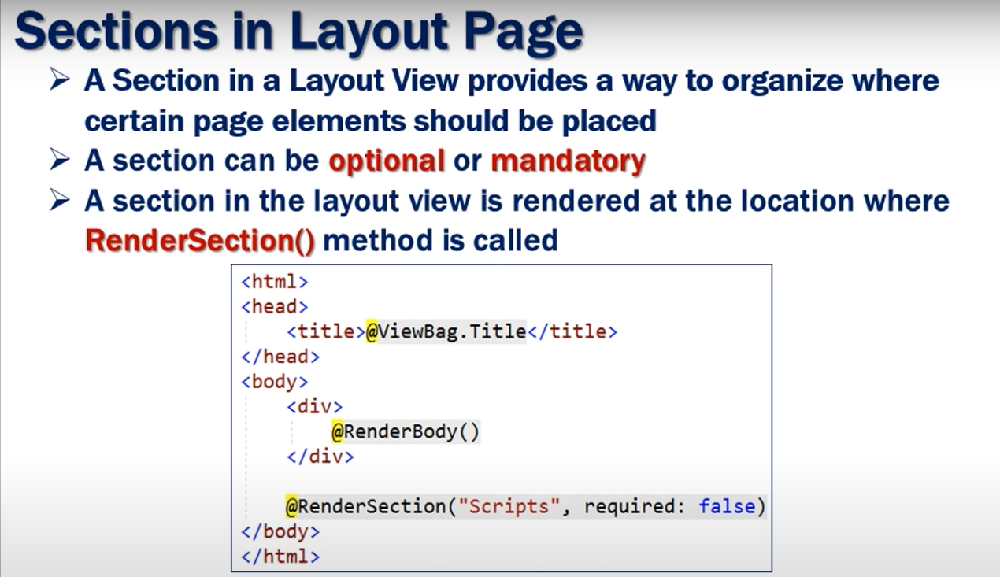 Sections in Layout Page
➢ A Section in a Layout View provides a way to organize where
certain page elements should be placed
➢ A section can be optional or mandatory
➢ A section in the layout view is rendered at the location where
RenderSection() method is called
<html>
<head>
    <title>@ViewBag.Title</title>
</head>
<body>
    <div>
        @RenderBody()
    </div>

    @RenderSection("Scripts", required: false)
</body>
</html>